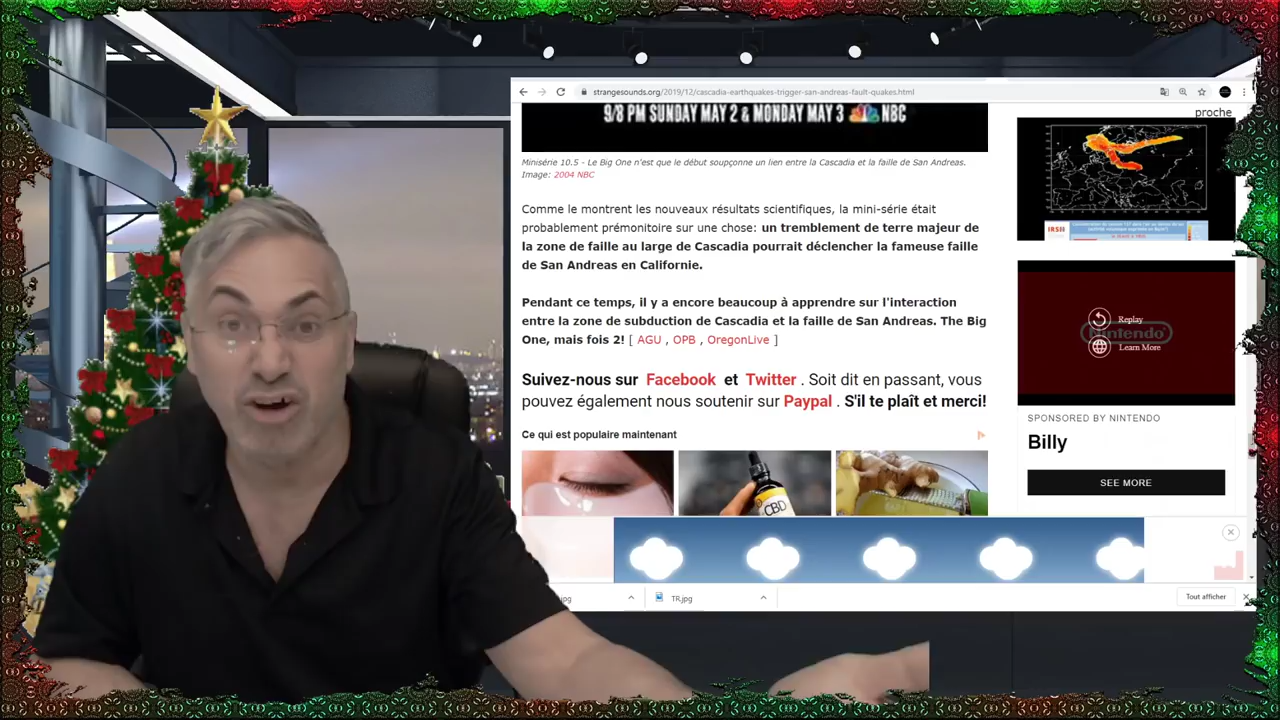 strangesounds.org/2019/12/cascadia-earthquakes-trigger-san-andreas-fault-quakes.html
9/8 PM SUNDAY MAY 2 & MONDAY MAY 3 NBC
proche
Minisérie 10.5 - Le Big One n'est que le début soupçonne un lien entre la Cascadia et la faille de San Andreas.
Image: 2004 NBC
Comme le montrent les nouveaux résultats scientifiques, la mini-série était
probablement prémonitoire sur une chose: un tremblement de terre majeur de
la zone de faille au large de Cascadia pourrait déclencher la fameuse faille
de San Andreas en Californie.
Pendant ce temps, il y a encore beaucoup à apprendre sur l'interaction
entre la zone de subduction de Cascadia et la faille de San Andreas. The Big
One, mais fois 2! [ AGU , OPB , OregonLive ]
Suivez-nous sur Facebook et Twitter . Soit dit en passant, vous
pouvez également nous soutenir sur Paypal . S'il te plaît et merci!
Ce qui est populaire maintenant
CBD
IRSN
Replay
Nintendo
Learn More
SPONSORED BY NINTENDO
Billy
SEE MORE
.jpg
TR.jpg
Tout afficher